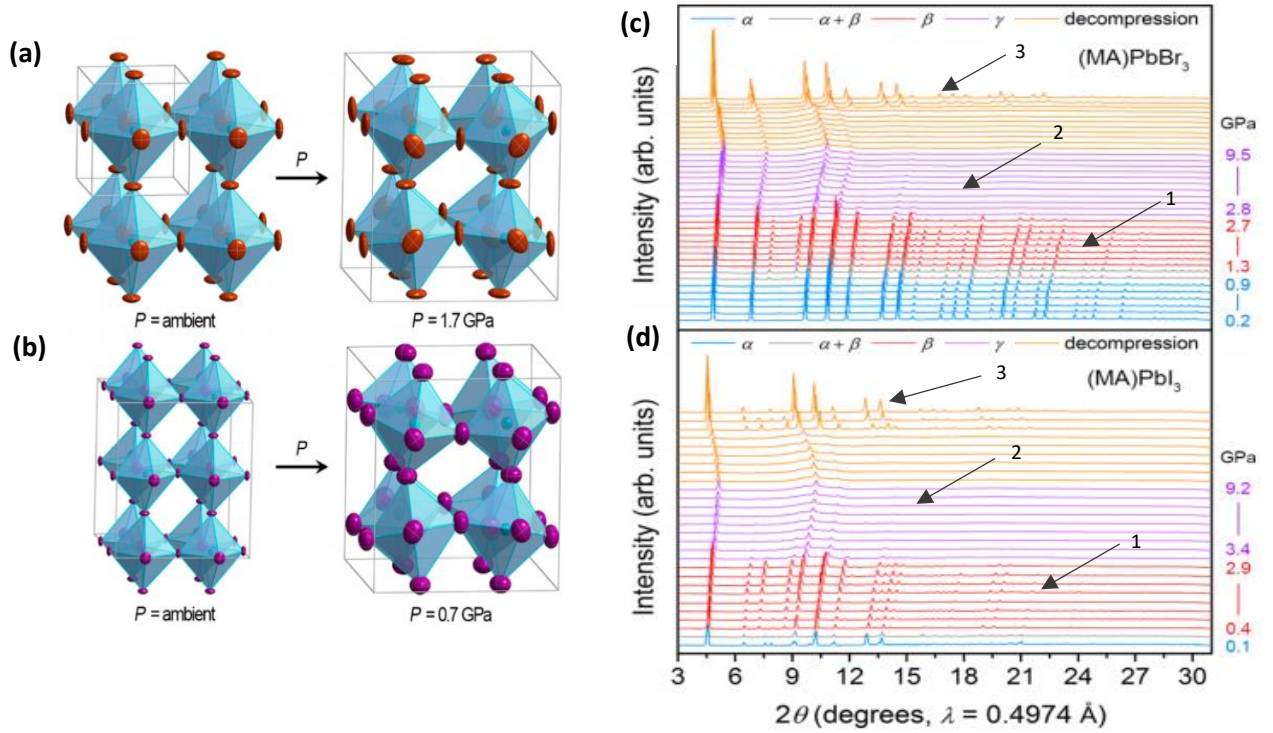 (a)
P
P = ambient
P = 1.7 GPa
(b)
P
P = ambient
P = 0.7 GPa
(c)
α
α + β
β
γ
decompression
(MA)PbBr₃
3
2
1
GPa
9.5
2.8
2.7
1.3
0.9
0.2
Intensity (arb. units)
(d)
α
α + β
β
γ
decompression
(MA)PbI₃
3
2
1
GPa
9.2
3.4
2.9
0.4
0.1
Intensity (arb. units)
3 6 9 12 15 18 21 24 27 30
2θ (degrees, λ = 0.4974 Å)